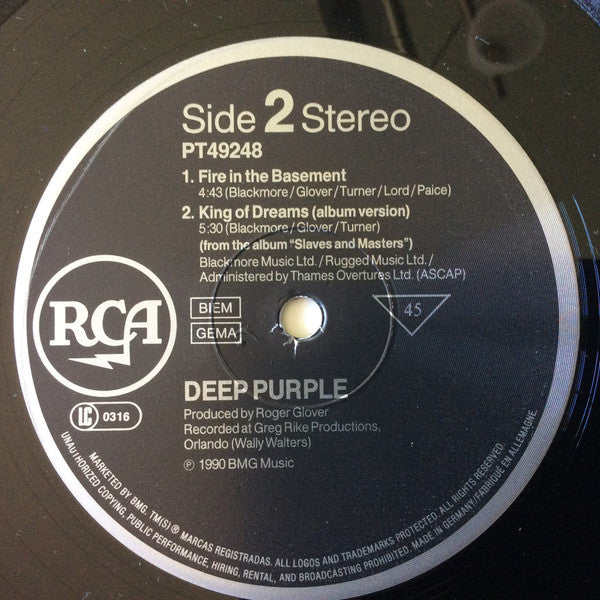 Side 2 Stereo
PT49248
1. Fire in the Basement
4:43 (Blackmore/Glover/Turner/Lord/Paice)
2. King of Dreams (album version)
5:30 (Blackmore/Glover/Turner)
(from the album "Slaves and Masters")
Blackmore Music Ltd./Rugged Music Ltd./
Administered by Thames Overtures Ltd. (ASCAP)
RCA
BIEM
GEMA
45
DEEP PURPLE
LC 0316
Produced by Roger Glover
Recorded at Greg Rike Productions,
Orlando (Wally Walters)
℗ 1990 BMG Music
MARKETED BY BMG. TM(S) ® MARCAS REGISTRADAS. ALL LOGOS AND TRADEMARKS PROTECTED. ALL RIGHTS RESERVED.
UNAUTHORIZED COPYING, PUBLIC PERFORMANCE, HIRING, RENTAL, AND BROADCASTING PROHIBITED. MADE IN GERMANY/FABRIQUÉ EN ALLEMAGNE.